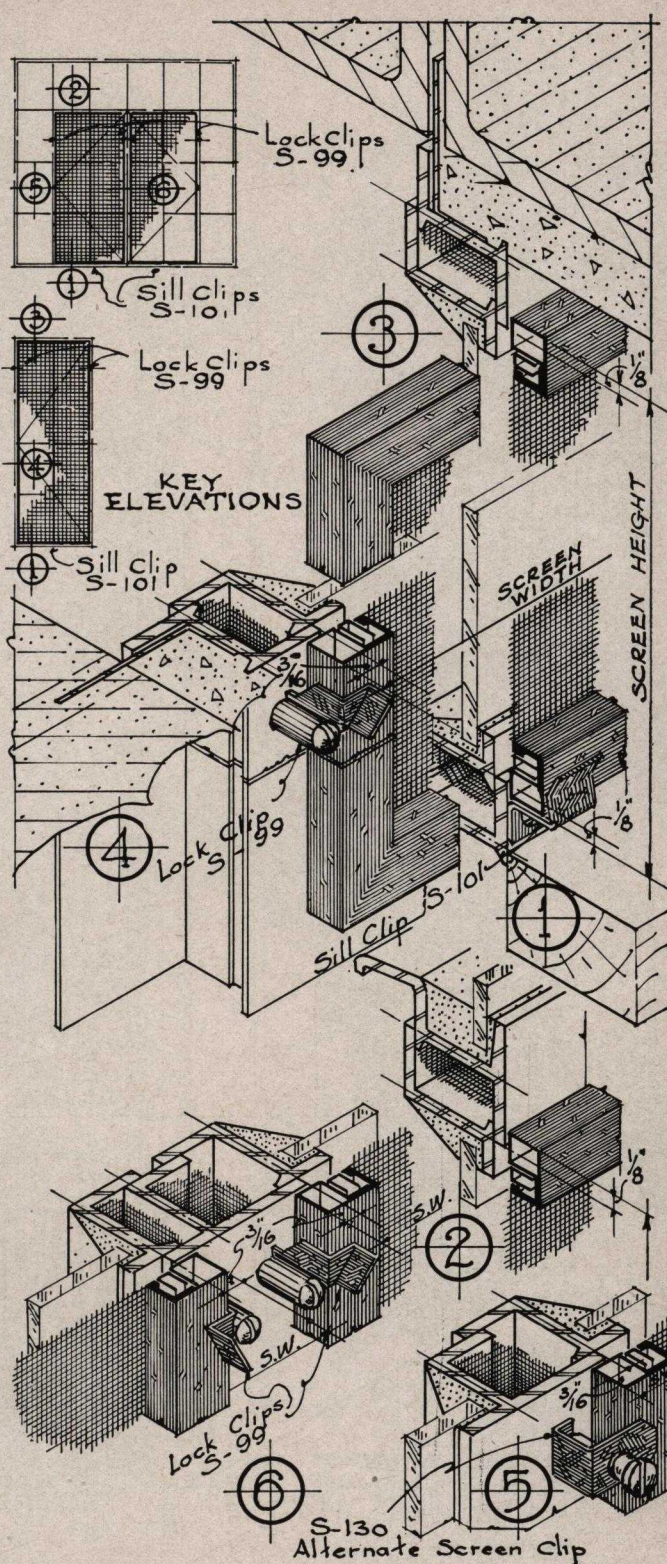 2
Lock Clips
S-99
5
6
1
Sill Clips
S-101
3
Lock Clips
S-99
4
KEY
ELEVATIONS
1
Sill Clip
S-101
3
1/8"
SCREEN HEIGHT
SCREEN
WIDTH
3/16"
4
Lock Clip
S-99
1/8"
Sill Clip S-101
1
2
1/8"
S.W.
3/16"
S.W.
Lock Clips
S-99
6
3/16"
5
S-130
Alternate Screen Clip